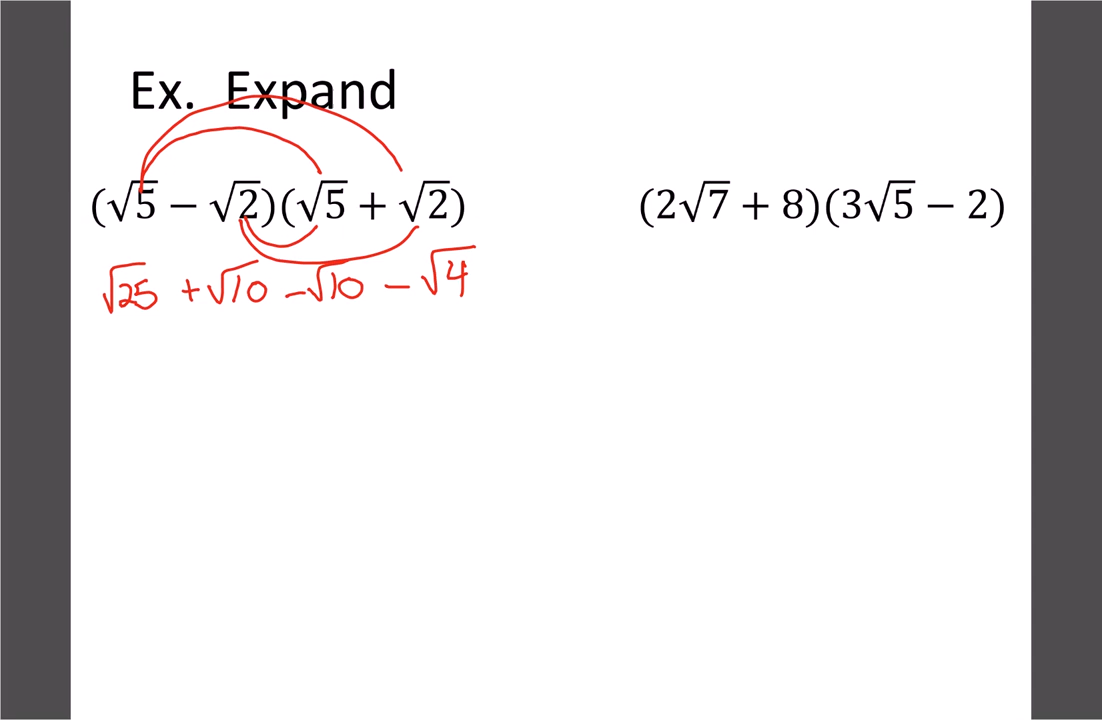 Ex. Expand
(√5 − √2)(√5 + √2)
√25 + √10 − √10 − √4
(2√7 + 8)(3√5 − 2)